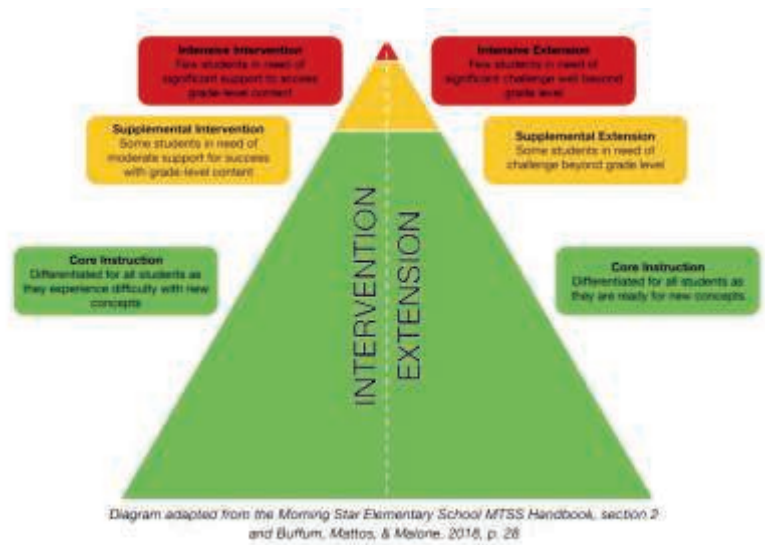 Intensive Intervention
Few students in need of
significant support to access
grade-level content
Intensive Extension
Few students in need of
significant challenge well beyond
grade level
Supplemental Intervention
Some students in need of
moderate support for success
with grade-level content
Supplemental Extension
Some students in need of
challenge beyond grade level
Core Instruction
Differentiated for all students as
they experience difficulty with new
concepts
INTERVENTION
EXTENSION
Core Instruction
Differentiated for all students as
they are ready for new concepts
Diagram adapted from the Morning Star Elementary School MTSS Handbook, section 2
and Buffum, Mattos, & Malone, 2018, p. 28